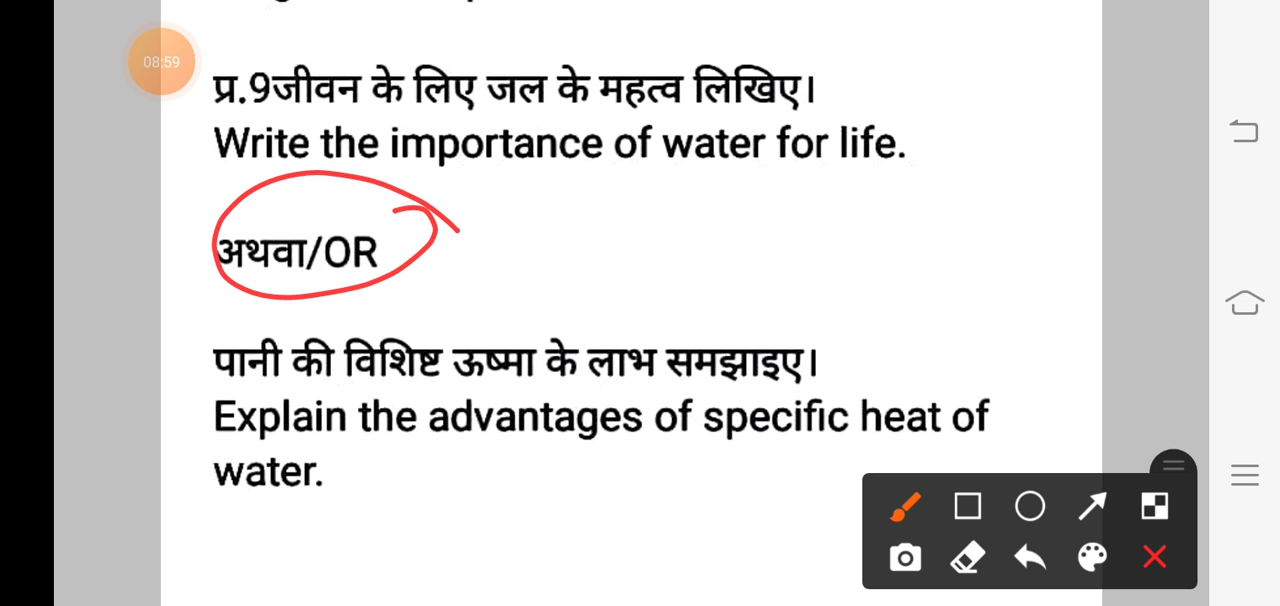 08:59
प्र.9जीवन के लिए जल के महत्व लिखिए।
Write the importance of water for life.
अथवा/OR
पानी की विशिष्ट ऊष्मा के लाभ समझाइए।
Explain the advantages of specific heat of
water.